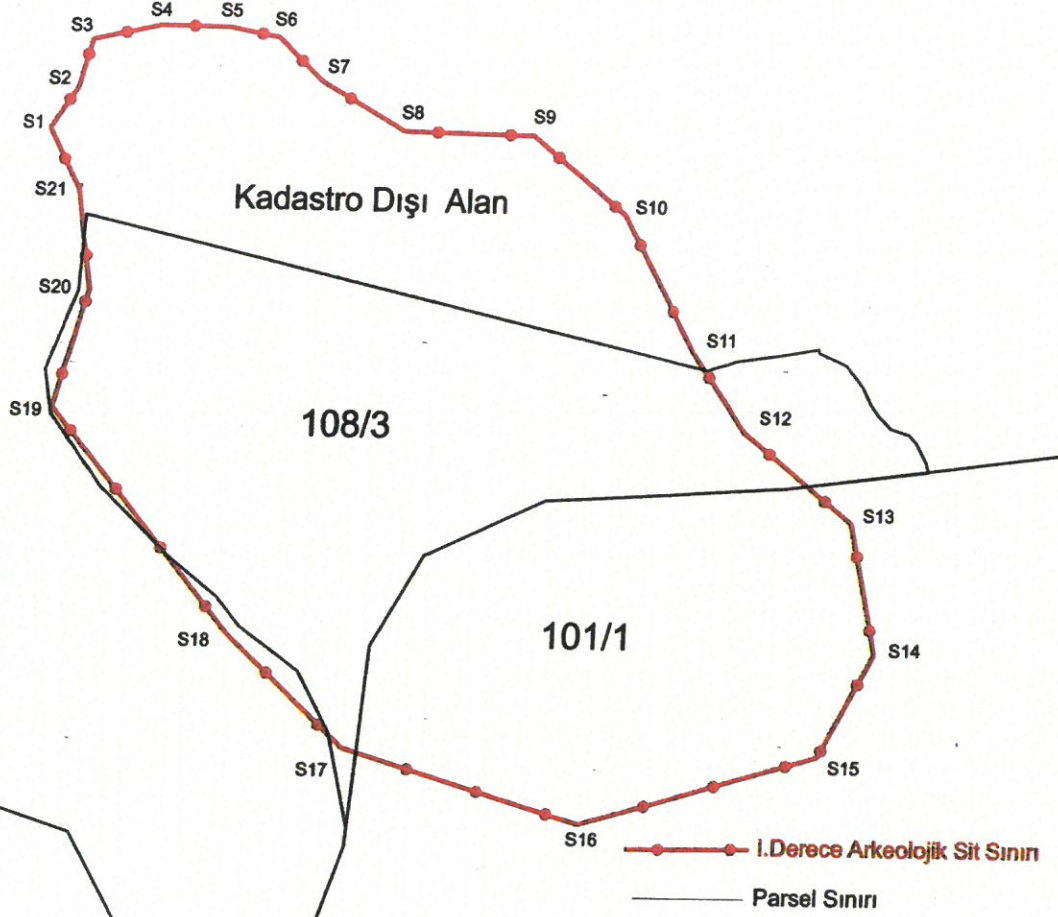 S3
S4
S5
S6
S2
S7
S1
S8
S9
S21
Kadastro Dışı Alan
S10
S20
S11
S19
108/3
S12
S13
S18
101/1
S14
S17
S15
S16
I.Derece Arkeolojik Sit Sınırı
Parsel Sınırı